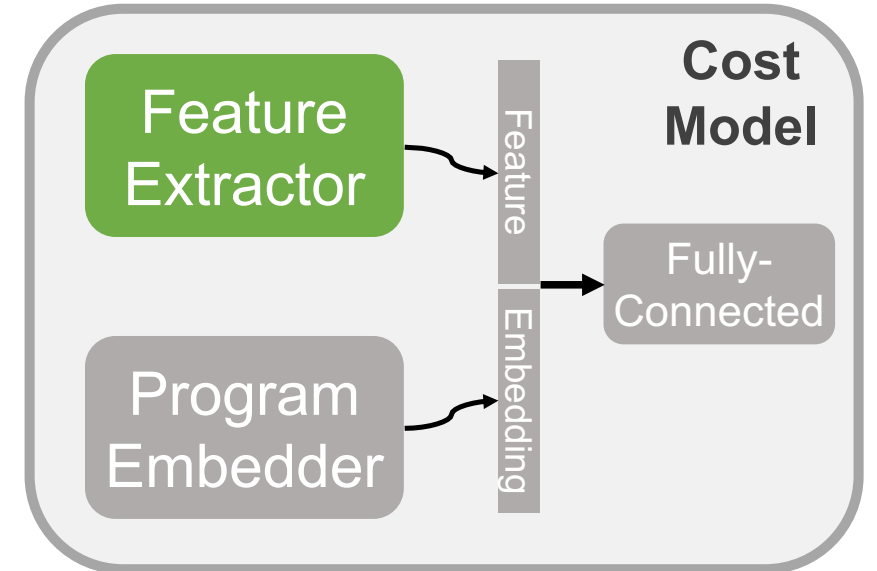 Cost
Model
Feature
Extractor
Feature
Fully-
Connected
Embedding
Program
Embedder